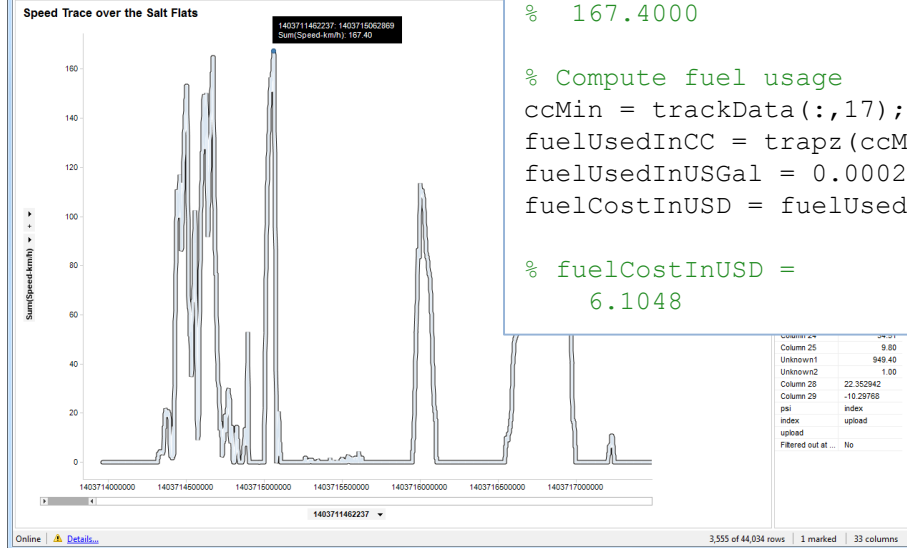 Speed Trace over the Salt Flats
1403711462237: 1403715062869
Sum(Speed-km/h): 167.40
160
140
120
100
80
60
40
20
0
Sum(Speed-km/h)
+
1403714000000 1403714500000 1403715000000 1403715500000 1403716000000 1403716500000 1403717000000
1403711462237
% 167.4000
% Compute fuel usage
ccMin = trackData(:,17);
fuelUsedInCC = trapz(ccM
fuelUsedInUSGal = 0.0002
fuelCostInUSD = fuelUsed
% fuelCostInUSD =
6.1048
Column 25 9.80
Unknown1 949.40
Unknown2 1.00
Column 28 22.352942
Column 29 -10.29768
psi index
index upload
upload
Filtered out at ... No
Online Details...
3,555 of 44,034 rows 1 marked 33 columns